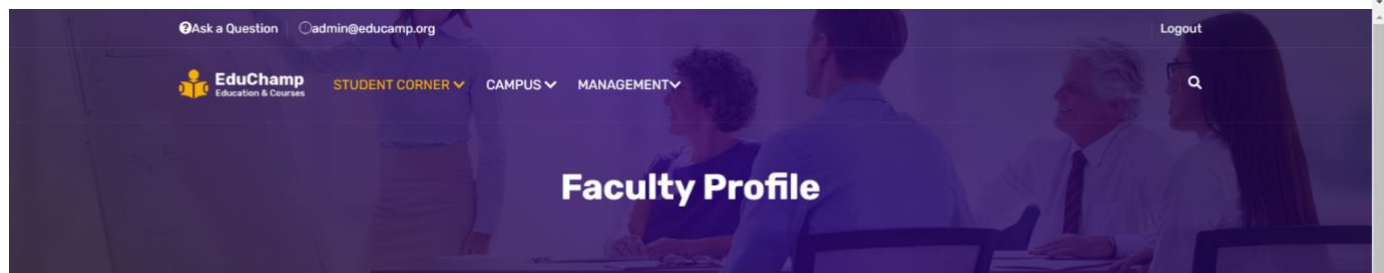 Ask a Question admin@educamp.org Logout
EduChamp
Education & Courses
STUDENT CORNER CAMPUS MANAGEMENT
Faculty Profile